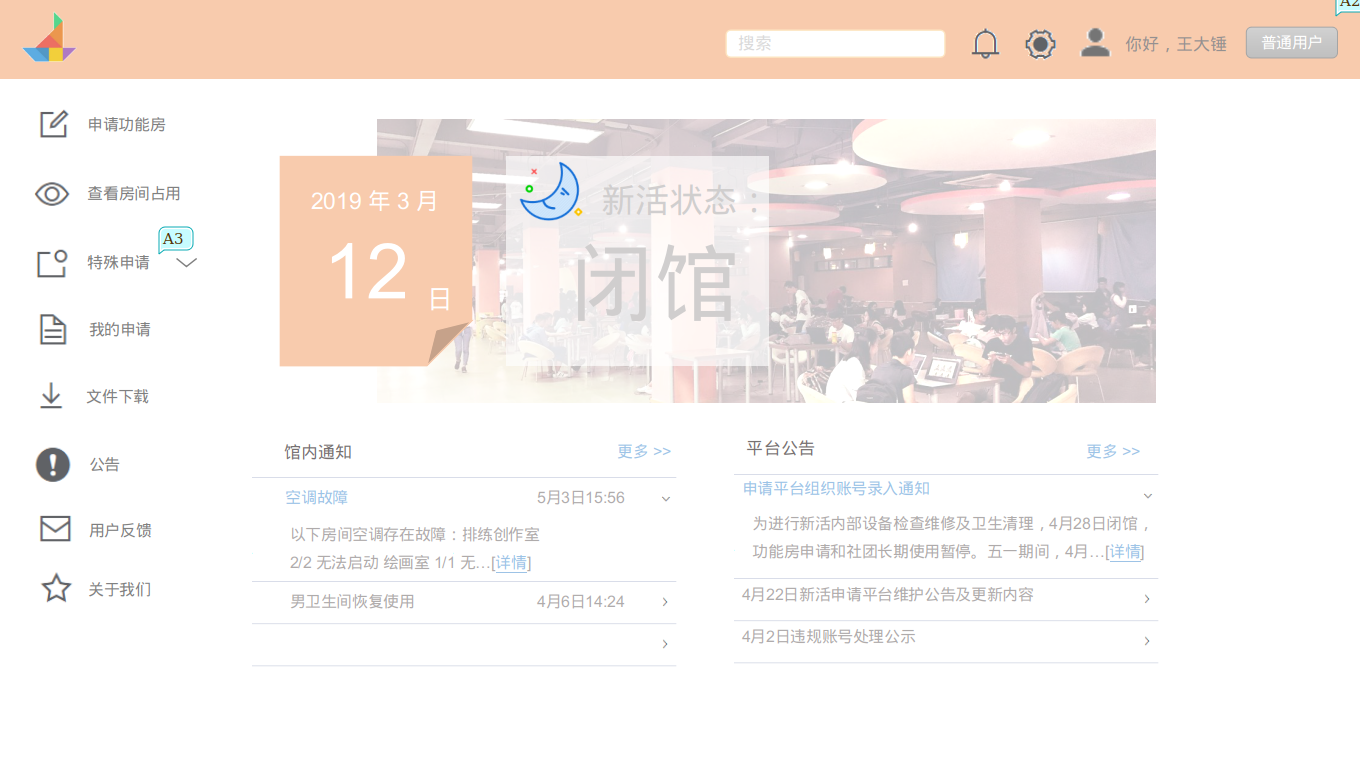 A2
搜索
你好，王大锤
普通用户
申请功能房
查看房间占用
A3
特殊申请
我的申请
文件下载
公告
用户反馈
关于我们
2019 年 3 月
12
日
新活状态：
闭馆
馆内通知
更多 >>
空调故障
5月3日15:56
以下房间空调存在故障：排练创作室
2/2 无法启动 绘画室 1/1 无…[详情]
男卫生间恢复使用
4月6日14:24
平台公告
更多 >>
申请平台组织账号录入通知
为进行新活内部设备检查维修及卫生清理，4月28日闭馆，
功能房申请和社团长期使用暂停。五一期间，4月…[详情]
4月22日新活申请平台维护公告及更新内容
4月2日违规账号处理公示